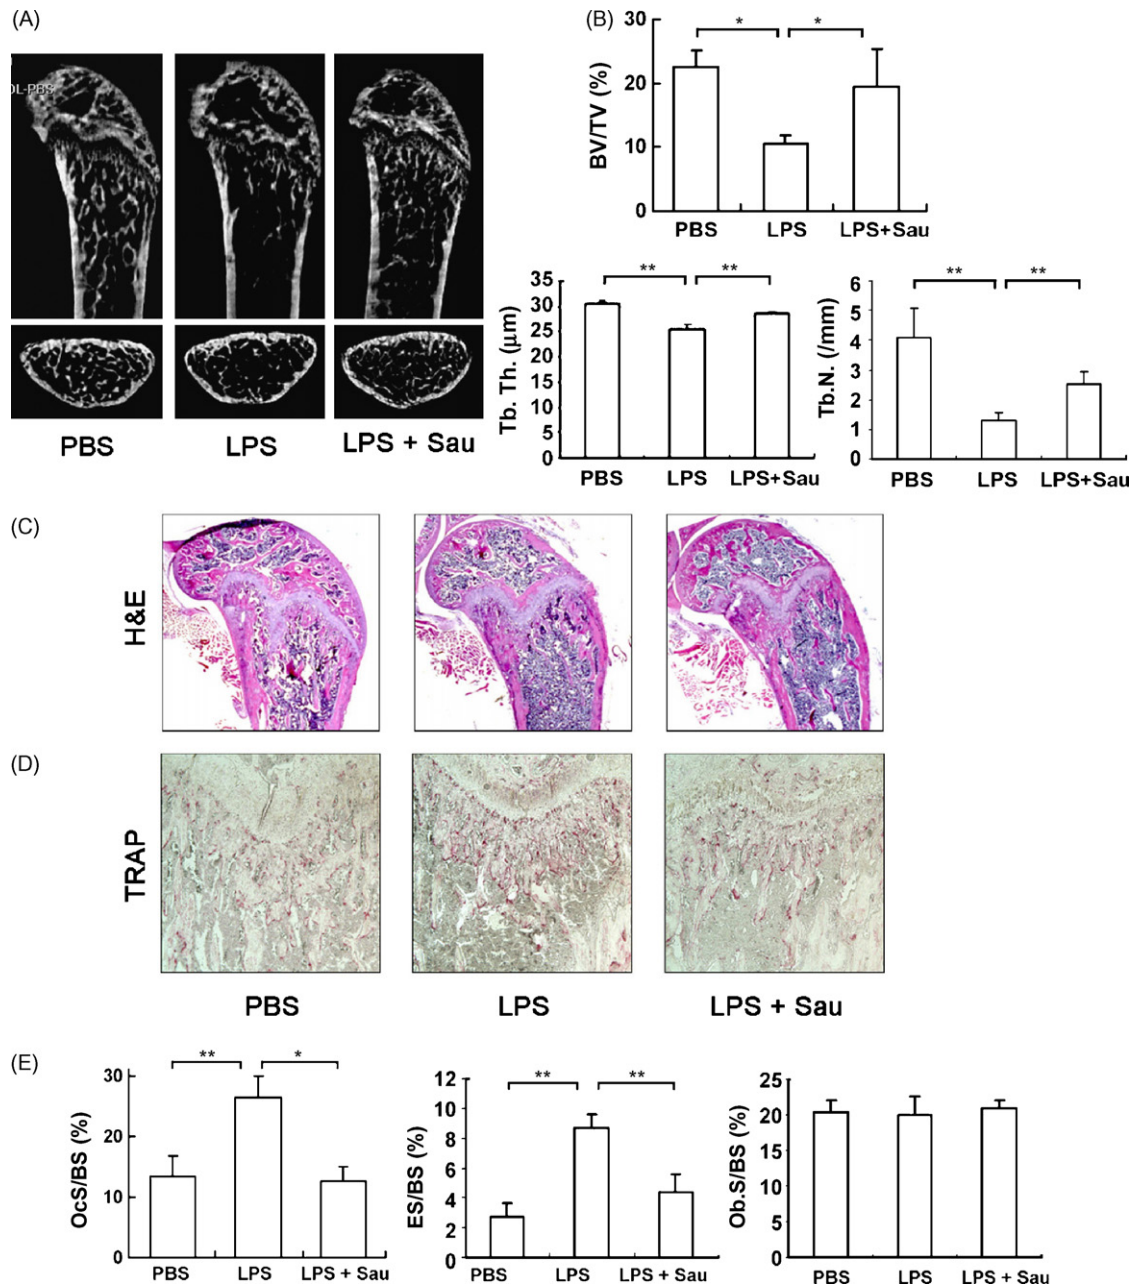 (A)
OL-PBS
PBS
LPS
LPS + Sau
(B)
* *
BV/TV (%)
30
20
10
0
PBS
LPS
LPS+Sau
** **
Tb. Th. (μm)
35
30
25
20
15
10
5
0
PBS
LPS
LPS+Sau
** **
Tb.N. (/mm)
6
5
4
3
2
1
0
PBS
LPS
LPS+Sau
(C)
H&E
(D)
TRAP
PBS
LPS
LPS + Sau
(E)
** *
OcS/BS (%)
30
20
10
0
PBS
LPS
LPS + Sau
** **
ES/BS (%)
12
10
8
6
4
2
0
PBS
LPS
LPS + Sau
Ob.S/BS (%)
25
20
15
10
5
0
PBS
LPS
LPS + Sau